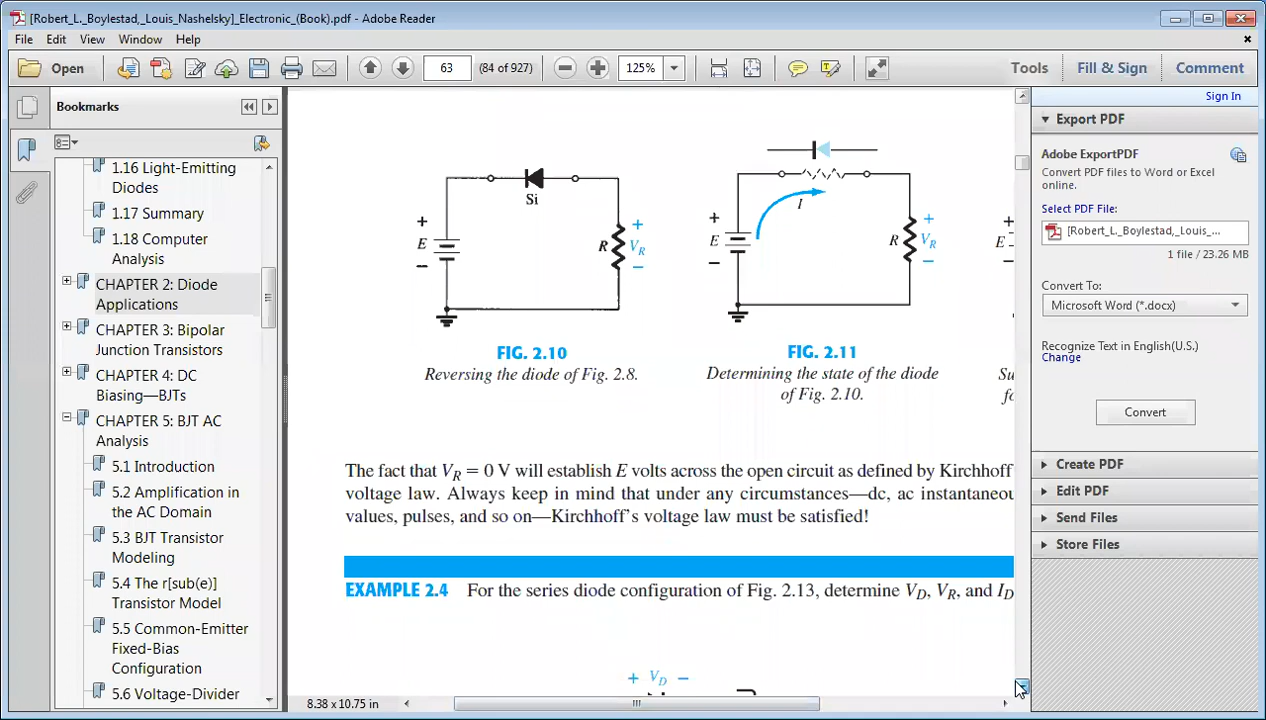 [Robert_L._Boylestad,_Louis_Nashelsky]_Electronic_(Book).pdf - Adobe Reader
File Edit View Window Help
Open 63 (84 of 927) 125% Tools Fill & Sign Comment
Bookmarks
1.16 Light-Emitting
Diodes
1.17 Summary
1.18 Computer
Analysis
CHAPTER 2: Diode
Applications
CHAPTER 3: Bipolar
Junction Transistors
CHAPTER 4: DC
Biasing—BJTs
CHAPTER 5: BJT AC
Analysis
5.1 Introduction
5.2 Amplification in
the AC Domain
5.3 BJT Transistor
Modeling
5.4 The r[sub(e)]
Transistor Model
5.5 Common-Emitter
Fixed-Bias
Configuration
5.6 Voltage-Divider
Si
+ E − R + VR −
FIG. 2.10
Reversing the diode of Fig. 2.8.
I
+ E − R + VR −
FIG. 2.11
Determining the state of the diode
of Fig. 2.10.
+
E
−
Su
fo
The fact that VR = 0 V will establish E volts across the open circuit as defined by Kirchhoff
voltage law. Always keep in mind that under any circumstances—dc, ac instantaneou
values, pulses, and so on—Kirchhoff's voltage law must be satisfied!
EXAMPLE 2.4 For the series diode configuration of Fig. 2.13, determine VD, VR, and ID
+ VD −
8.38 x 10.75 in
Sign In
Export PDF
Adobe ExportPDF
Convert PDF files to Word or Excel
online.
Select PDF File:
[Robert_L._Boylestad,_Louis_...
1 file / 23.26 MB
Convert To:
Microsoft Word (*.docx)
Recognize Text in English(U.S.)
Change
Convert
Create PDF
Edit PDF
Send Files
Store Files